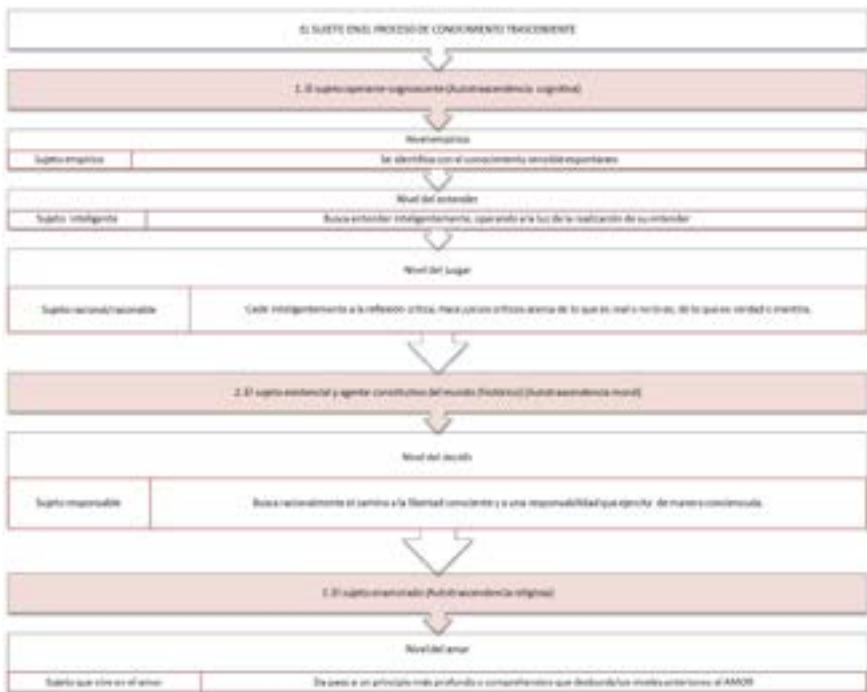 EL SUJETO EN EL PROCESO DE CONOCIMIENTO TRASCENDENTE
1. El sujeto operante cognoscente (Autotrascendencia cognitiva)
Nivel empírico
Sujeto empírico
Se identifica con el conocimiento sensible espontáneo
Nivel del entender
Sujeto inteligente
Busca entender inteligentemente, operando a la luz de la realización de su entender
Nivel del Juzgar
Sujeto racional/razonable
Cede inteligentemente a la reflexión crítica, Hace juicios críticos acerca de lo que es real o no lo es, de lo que es verdad o mentira.
2. El sujeto existencial y agente constitutivo del mundo (histórico) (Autotrascendencia moral)
Nivel del decidir
Sujeto responsable
Busca racionalmente el camino a la libertad consciente y a una responsabilidad que ejercita de manera concienzuda.
El sujeto enamorado (Autotrascendencia religiosa)
Nivel del amar
Sujeto que vive en el amor
Da paso a un principio más profundo o comprehensivo que desborda los niveles anteriores: el AMOR